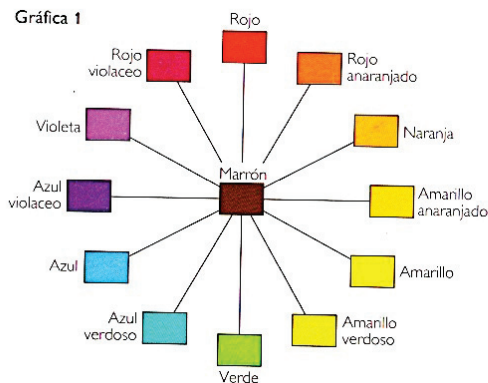 Gráfica 1
Rojo
Rojo
violaceo
Rojo
anaranjado
Violeta
Naranja
Marrón
Azul
violaceo
Amarillo
anaranjado
Azul
Amarillo
Azul
verdoso
Amarillo
verdoso
Verde